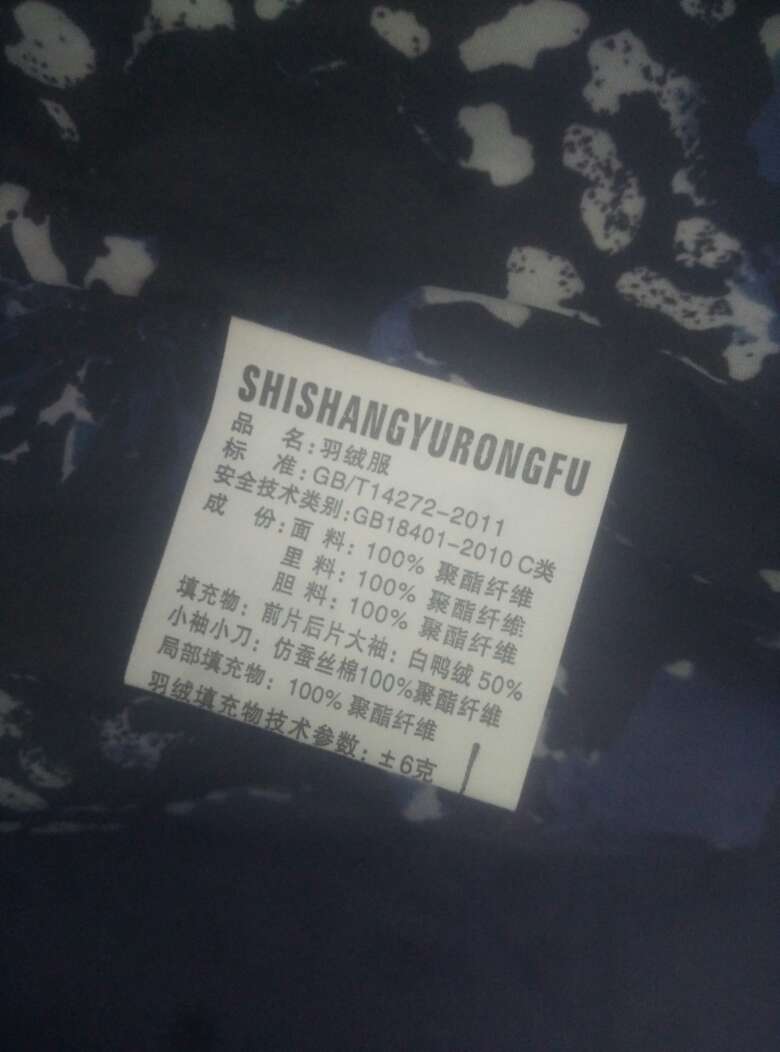 SHISHANGYURONGFU
品 名:羽绒服
标 准:GB/T14272-2011
安全技术类别:GB18401-2010 C类
成 份:面 料:100% 聚酯纤维
里 料:100% 聚酯纤维
胆 料:100% 聚酯纤维
填充物:前片后片大袖:白鸭绒 50%
小袖小刀:仿蚕丝棉100%聚酯纤维
局部填充物:100% 聚酯纤维
羽绒填充物技术参数:±6克